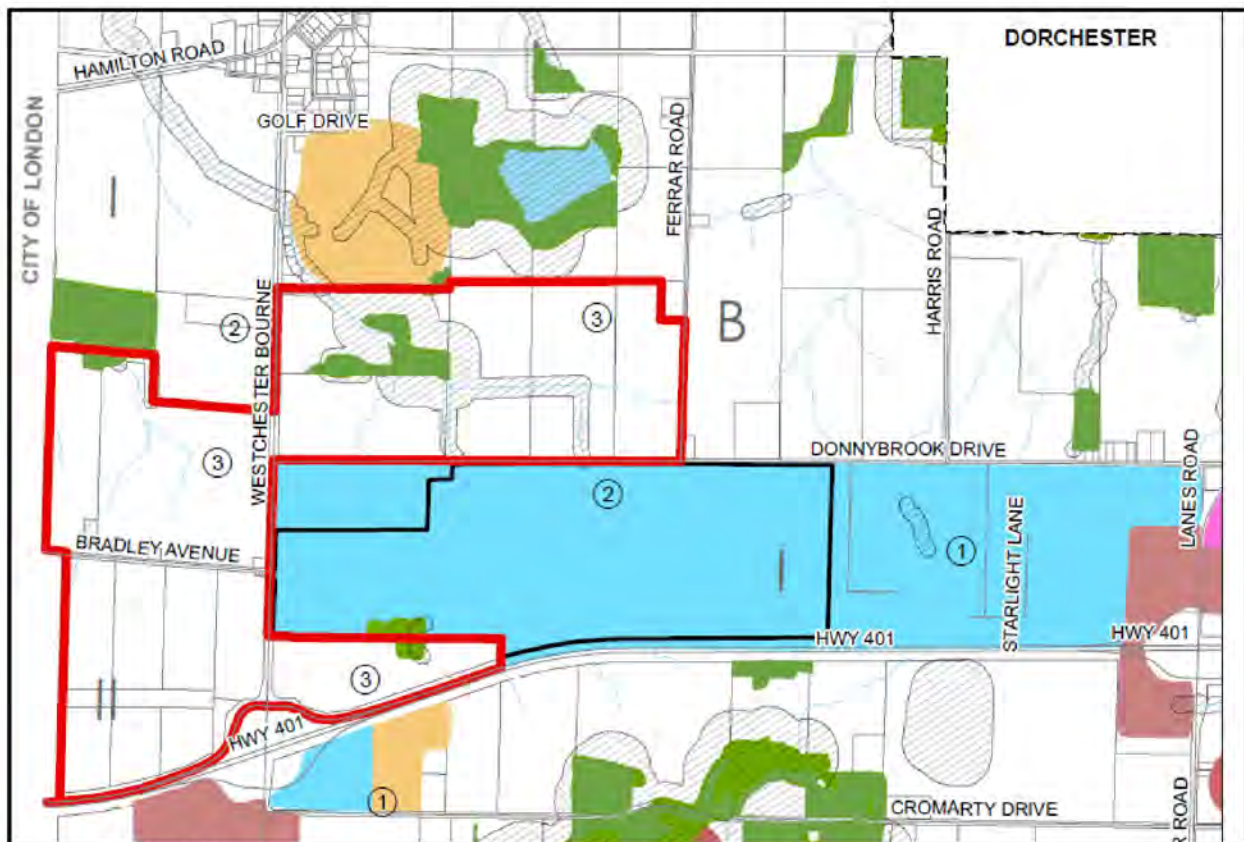 DORCHESTER
HAMILTON ROAD
CITY OF LONDON
GOLF DRIVE
FERRAR ROAD
HARRIS ROAD
WESTCHESTER BOURNE
②
③
B
DONNYBROOK DRIVE
③
②
LANES ROAD
BRADLEY AVENUE
①
STARLIGHT LANE
HWY 401
HWY 401
③
HWY 401
①
CROMARTY DRIVE
R ROAD